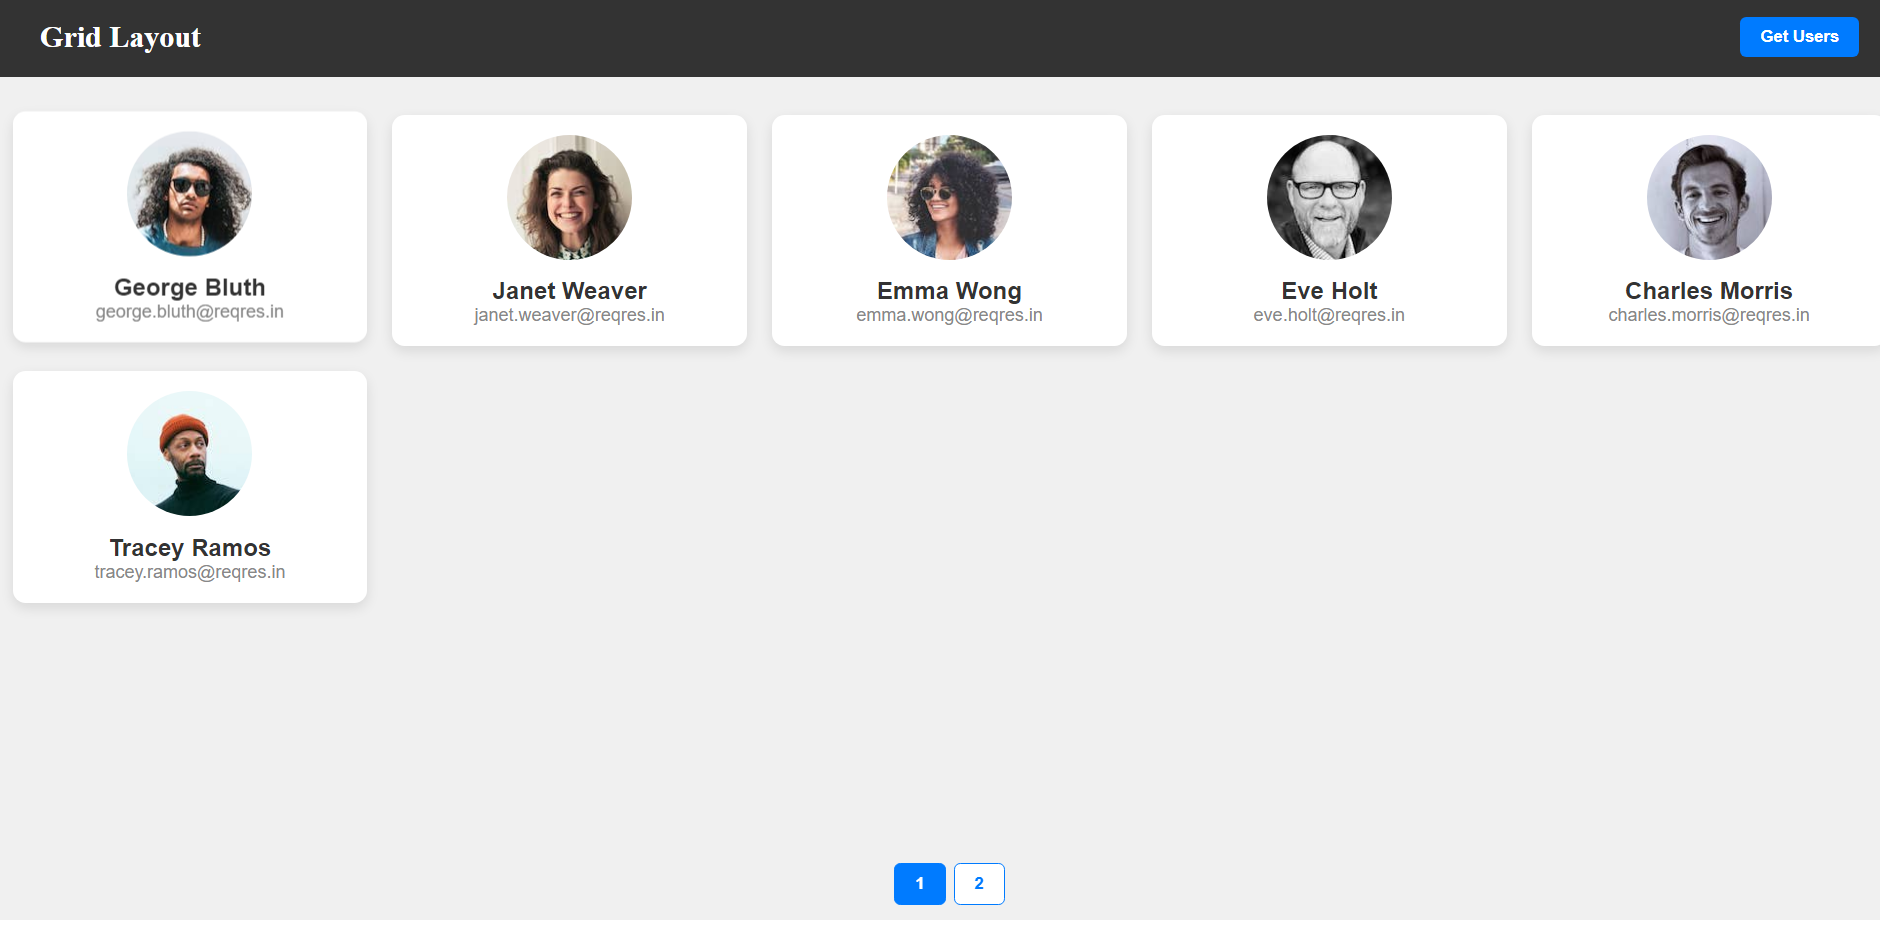 Grid Layout
Get Users
George Bluth
george.bluth@reqres.in
Janet Weaver
janet.weaver@reqres.in
Emma Wong
emma.wong@reqres.in
Eve Holt
eve.holt@reqres.in
Charles Morris
charles.morris@reqres.in
Tracey Ramos
tracey.ramos@reqres.in
1
2